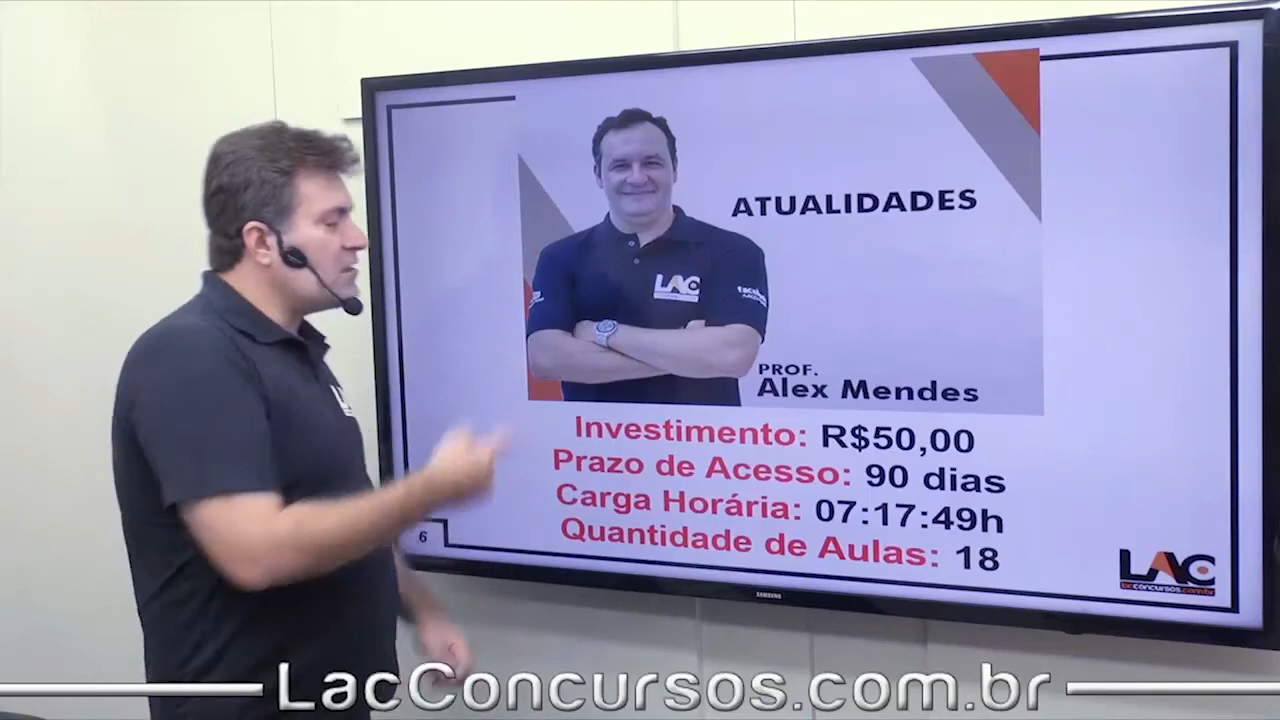 ATUALIDADES
LAC
PROF.
Alex Mendes
Investimento: R$50,00
Prazo de Acesso: 90 dias
Carga Horária: 07:17:49h
Quantidade de Aulas: 18
6
LAC
lacconcursos.com.br
SAMSUNG
LacConcursos.com.br